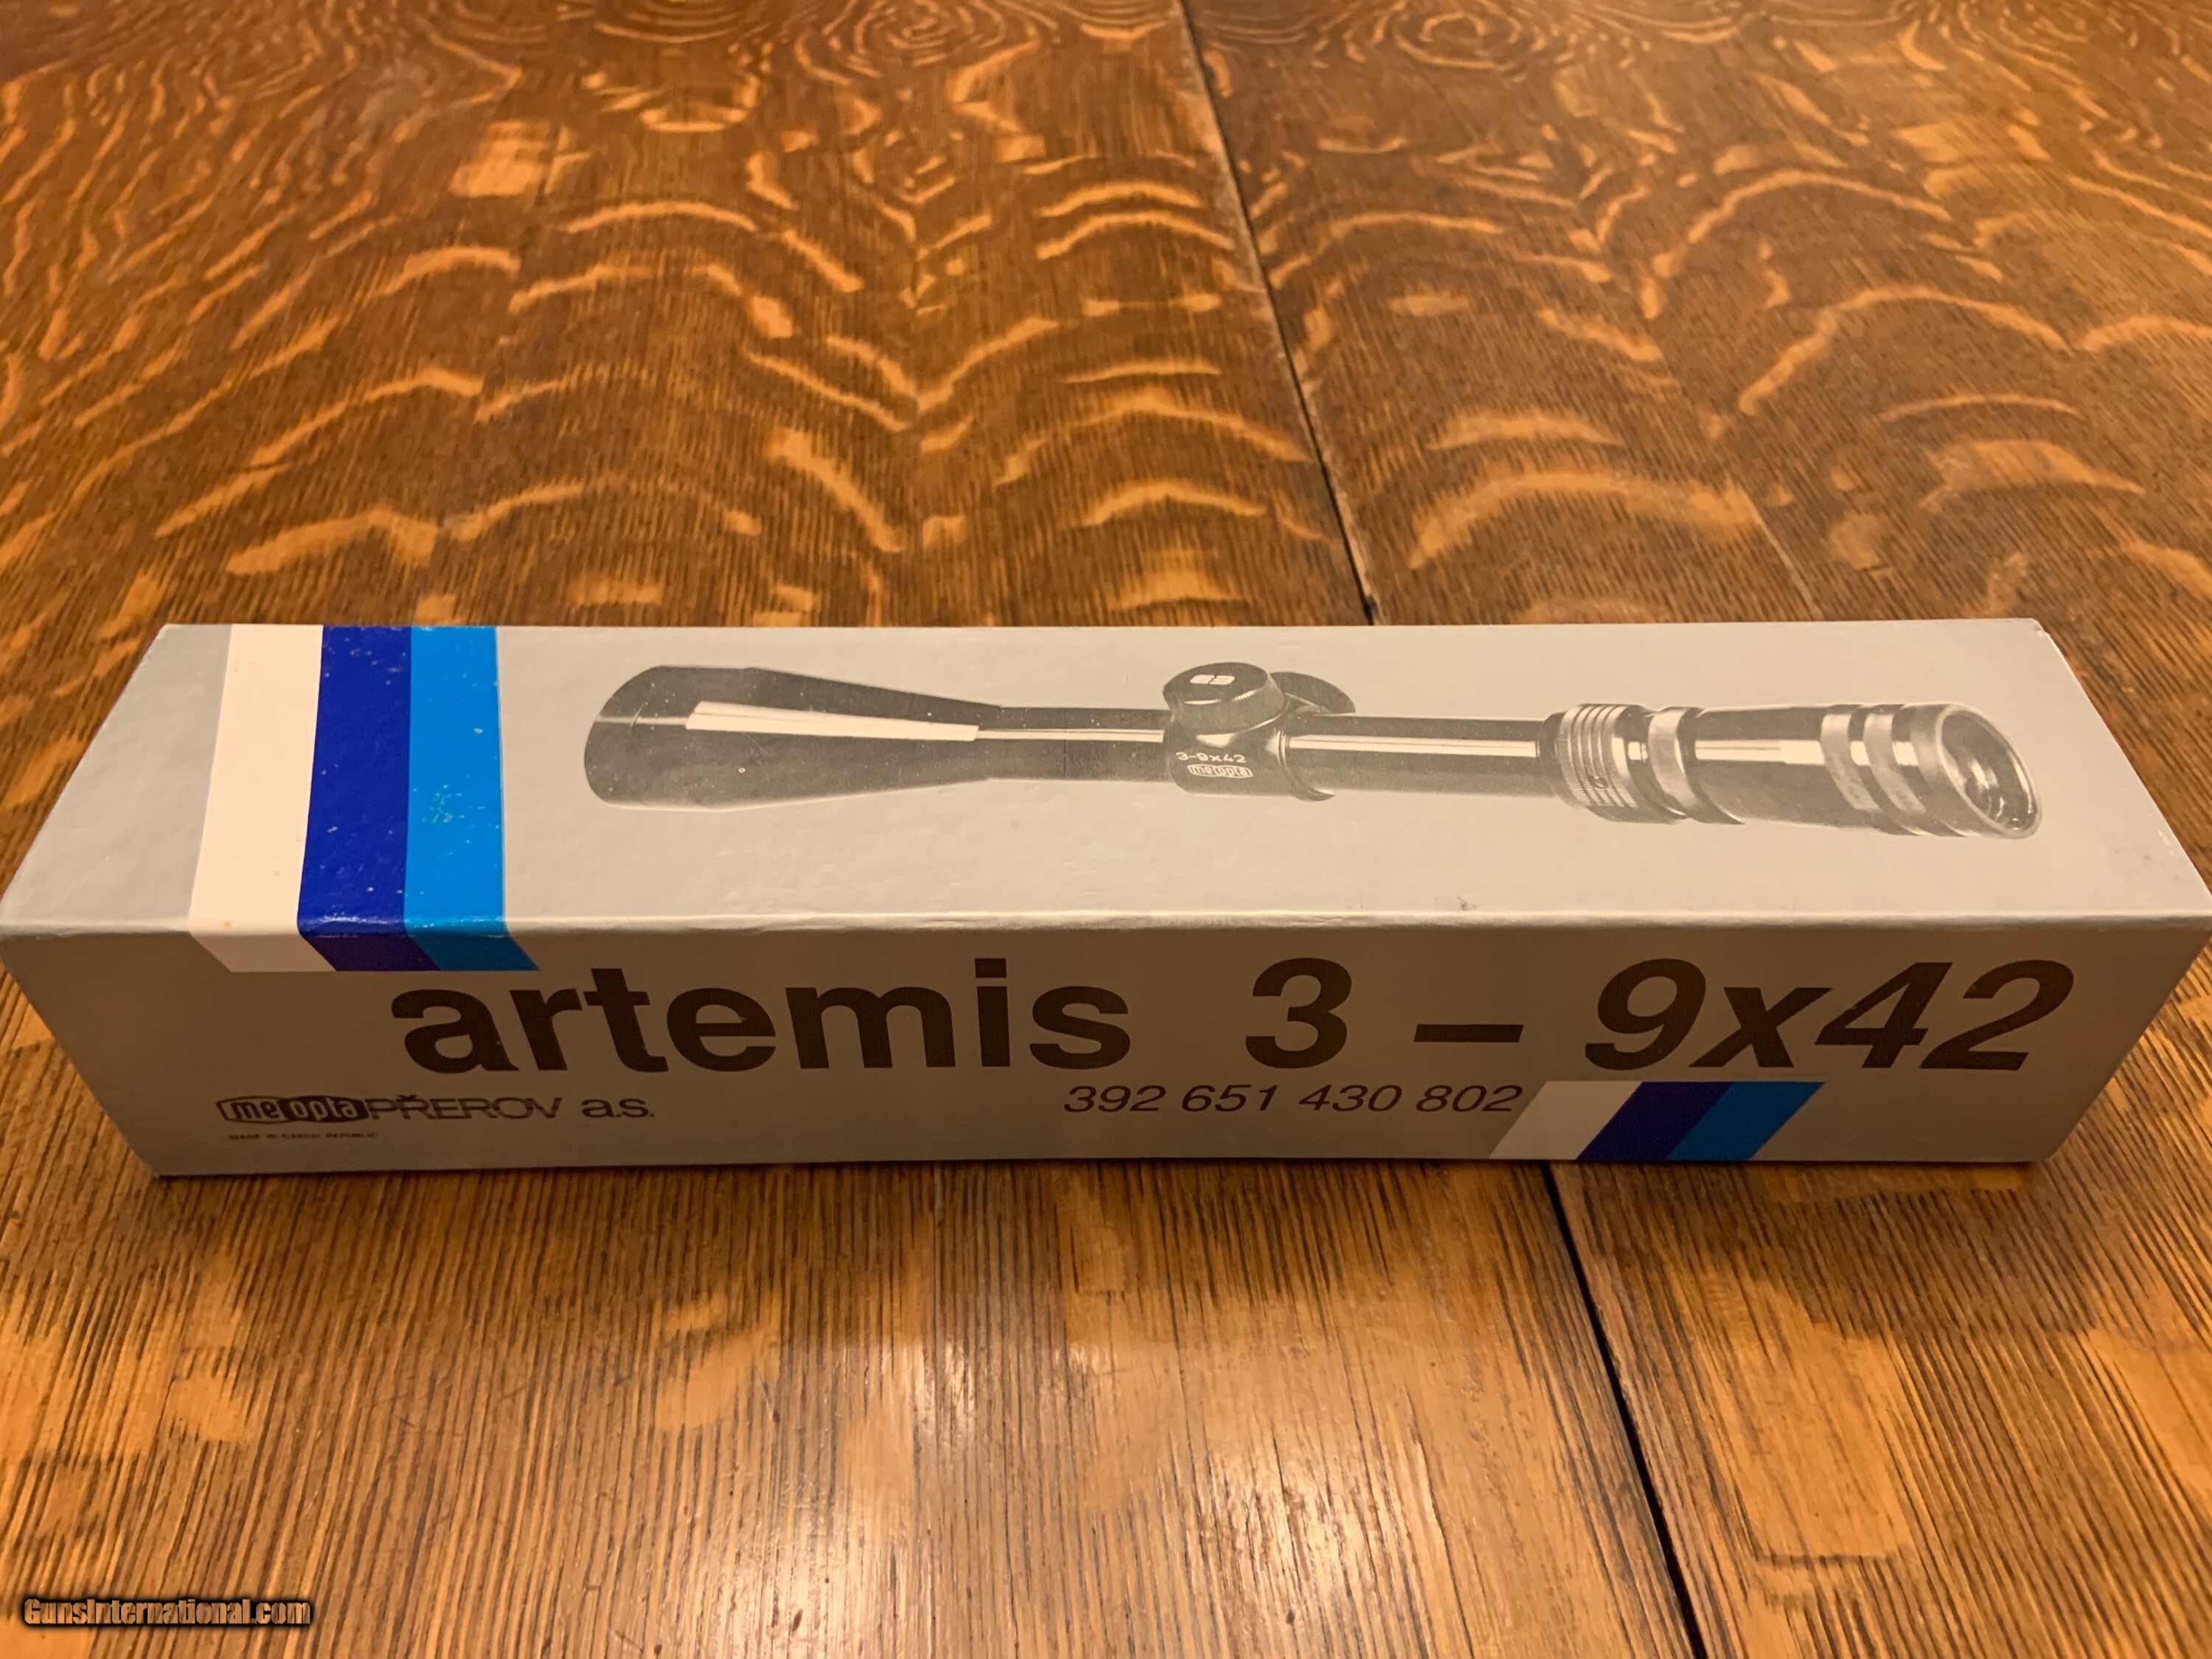 3-9x42
meopta
artemis 3 – 9x42
meopta PŘEROV a.s.
392 651 430 802
MADE IN CZECH REPUBLIC
GunsInternational.com